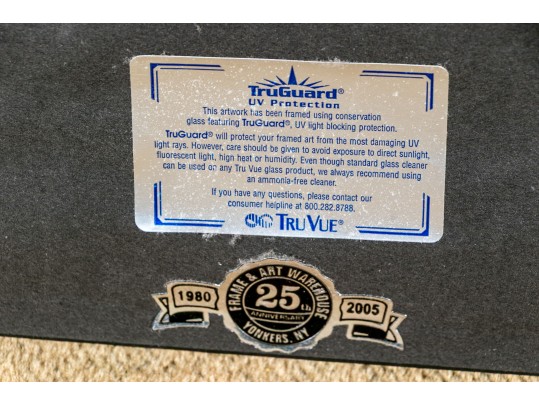 TruGuard®
UV Protection
This artwork has been framed using conservation
glass featuring TruGuard®, UV light blocking protection.
TruGuard® will protect your framed art from the most damaging UV
light rays. However, care should be given to avoid exposure to direct sunlight,
fluorescent light, high heat or humidity. Even though standard glass cleaner
can be used on any Tru Vue glass product, we always recommend using
an ammonia-free cleaner.
If you have any questions, please contact our
consumer helpline at 800.282.8788.
TRU VUE®
FRAME & ART WAREHOUSE
1980
25th
2005
ANNIVERSARY
YONKERS, NY